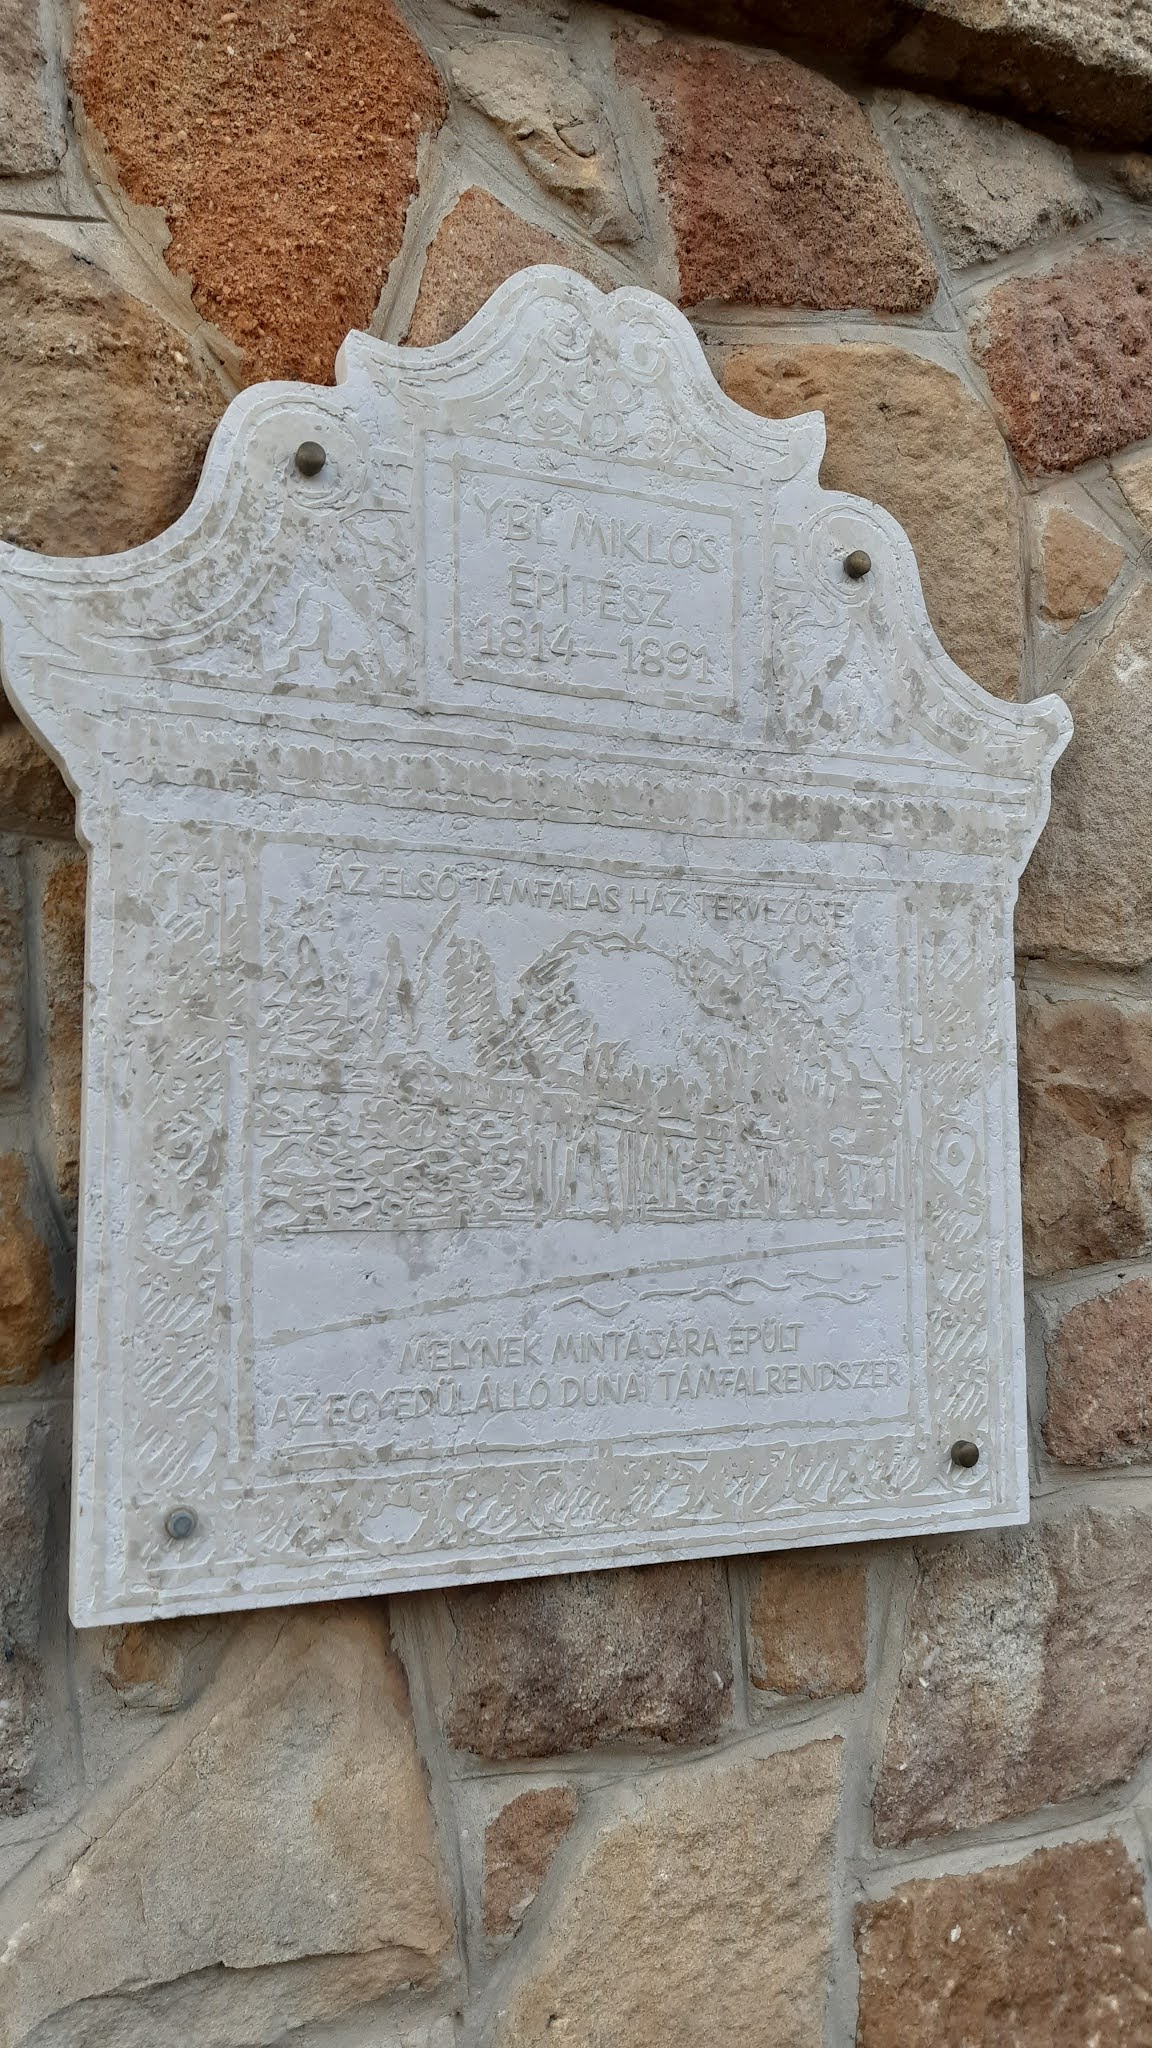 YBL MIKLÓS
ÉPÍTÉSZ
1814–1891
AZ ELSŐ TÁMFALAS HÁZ TERVEZŐJE
MELYNEK MINTÁJÁRA ÉPÜLT
AZ EGYEDÜLÁLLÓ DUNAI TÁMFALRENDSZER